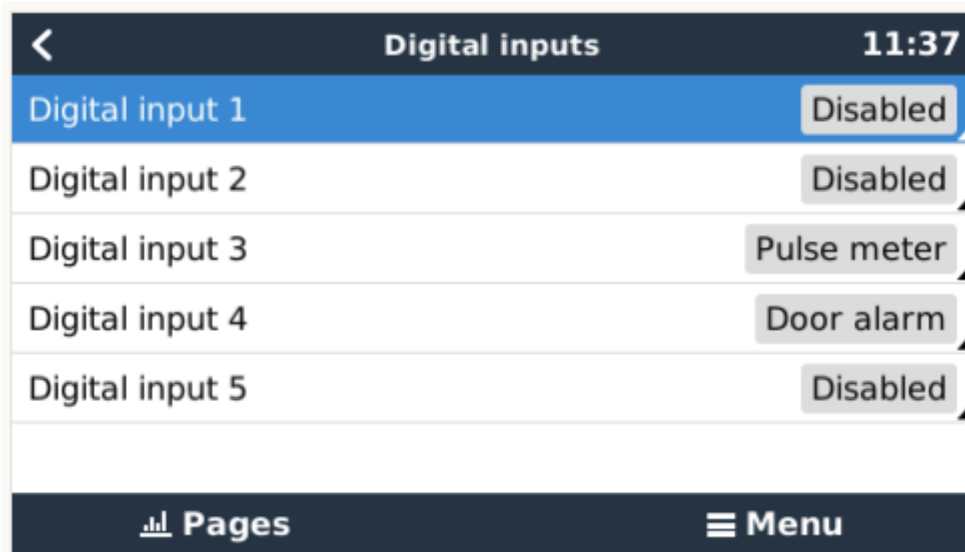 Digital inputs 11:37
Digital input 1 Disabled
Digital input 2 Disabled
Digital input 3 Pulse meter
Digital input 4 Door alarm
Digital input 5 Disabled
Pages Menu